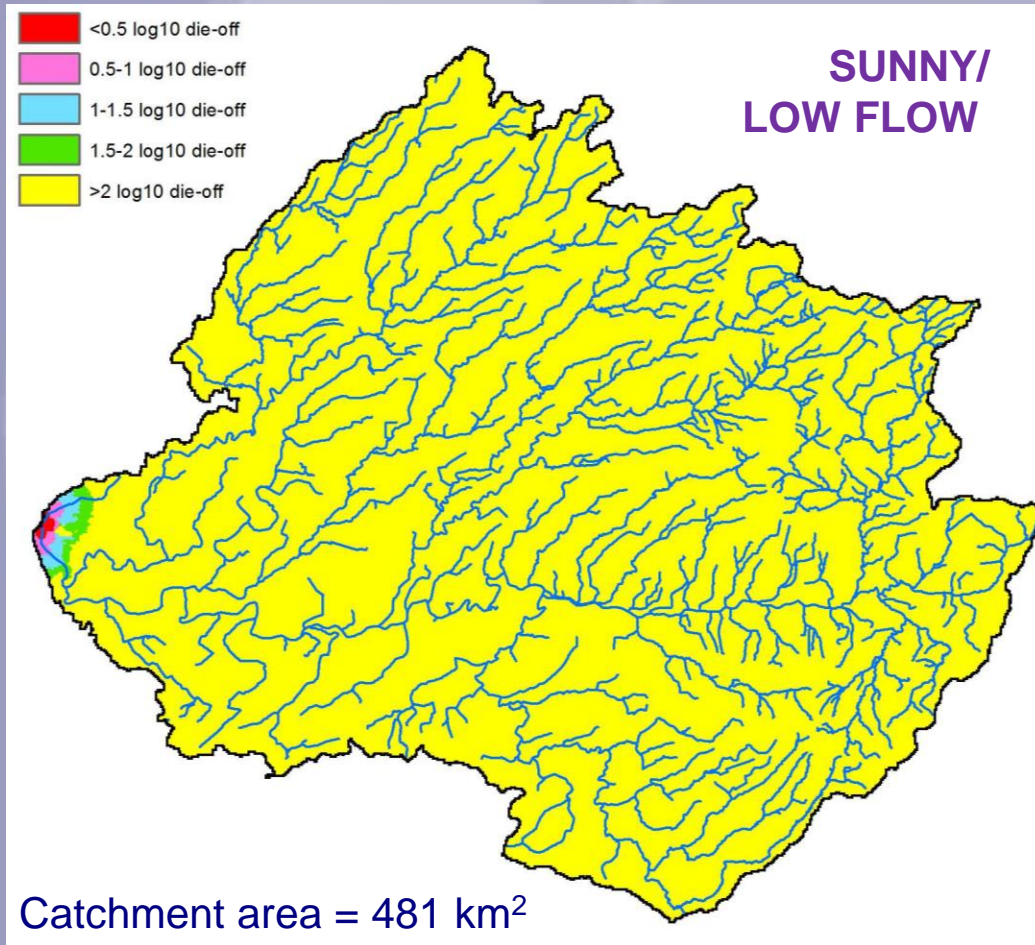 <0.5 log10 die-off
0.5-1 log10 die-off
1-1.5 log10 die-off
1.5-2 log10 die-off
>2 log10 die-off
SUNNY/
LOW FLOW
Catchment area = 481 km²